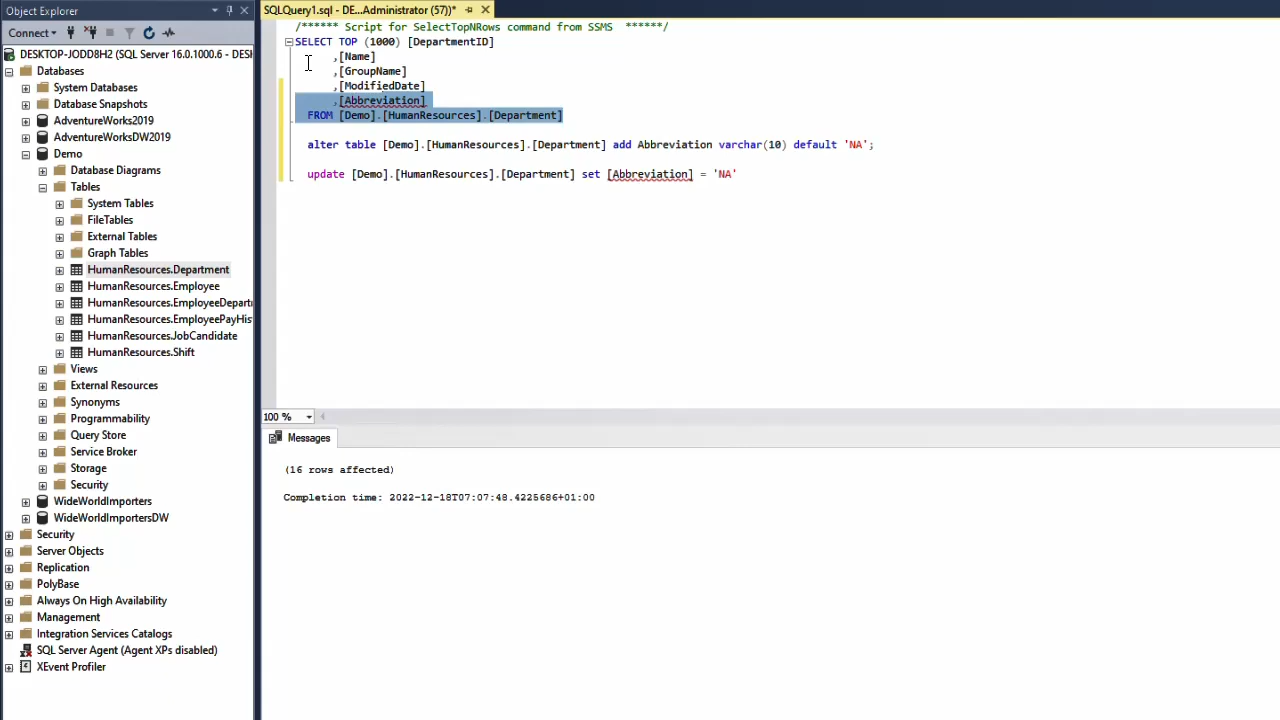 Object Explorer
Connect
DESKTOP-JODD8H2 (SQL Server 16.0.1000.6 - DESK
Databases
System Databases
Database Snapshots
AdventureWorks2019
AdventureWorksDW2019
Demo
Database Diagrams
Tables
System Tables
FileTables
External Tables
Graph Tables
HumanResources.Department
HumanResources.Employee
HumanResources.EmployeeDepartr
HumanResources.EmployeePayHis
HumanResources.JobCandidate
HumanResources.Shift
Views
External Resources
Synonyms
Programmability
Query Store
Service Broker
Storage
Security
WideWorldImporters
WideWorldImportersDW
Security
Server Objects
Replication
PolyBase
Always On High Availability
Management
Integration Services Catalogs
SQL Server Agent (Agent XPs disabled)
XEvent Profiler
SQLQuery1.sql - DE...Administrator (57))*
/****** Script for SelectTopNRows command from SSMS ******/
SELECT TOP (1000) [DepartmentID]
,[Name]
,[GroupName]
,[ModifiedDate]
,[Abbreviation]
FROM [Demo].[HumanResources].[Department]
alter table [Demo].[HumanResources].[Department] add Abbreviation varchar(10) default 'NA';
update [Demo].[HumanResources].[Department] set [Abbreviation] = 'NA'
100 %
Messages
(16 rows affected)
Completion time: 2022-12-18T07:07:48.4225686+01:00